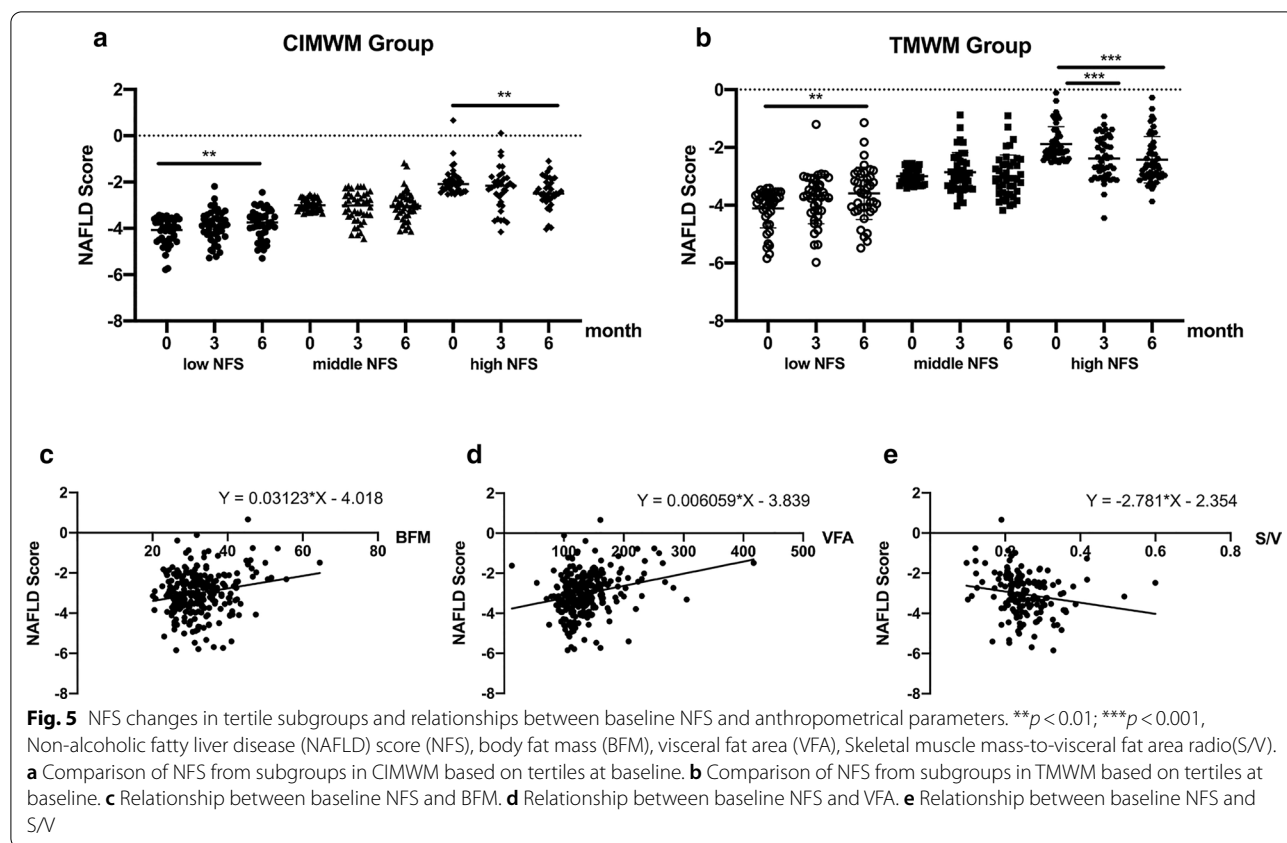 a
CIMWM Group
NAFLD Score
2
0
-2
-4
-6
-8
**
**
0 3 6 0 3 6 0 3 6 month
low NFS middle NFS high NFS
b
TMWM Group
NAFLD Score
0
-2
-4
-6
-8
**
***
***
0 3 6 0 3 6 0 3 6 month
low NFS middle NFS high NFS
c
Y = 0.03123*X - 4.018
NAFLD Score
2
0
-2
-4
-6
-8
20 40 60 80
BFM
d
Y = 0.006059*X - 3.839
NAFLD Score
2
0
-2
-4
-6
-8
100 200 300 400 500
VFA
e
Y = -2.781*X - 2.354
NAFLD Score
2
0
-2
-4
-6
-8
0.2 0.4 0.6 0.8
S/V
Fig. 5 NFS changes in tertile subgroups and relationships between baseline NFS and anthropometrical parameters. **p < 0.01; ***p < 0.001,
Non-alcoholic fatty liver disease (NAFLD) score (NFS), body fat mass (BFM), visceral fat area (VFA), Skeletal muscle mass-to-visceral fat area radio(S/V).
a Comparison of NFS from subgroups in CIMWM based on tertiles at baseline. b Comparison of NFS from subgroups in TMWM based on tertiles at
baseline. c Relationship between baseline NFS and BFM. d Relationship between baseline NFS and VFA. e Relationship between baseline NFS and
S/V